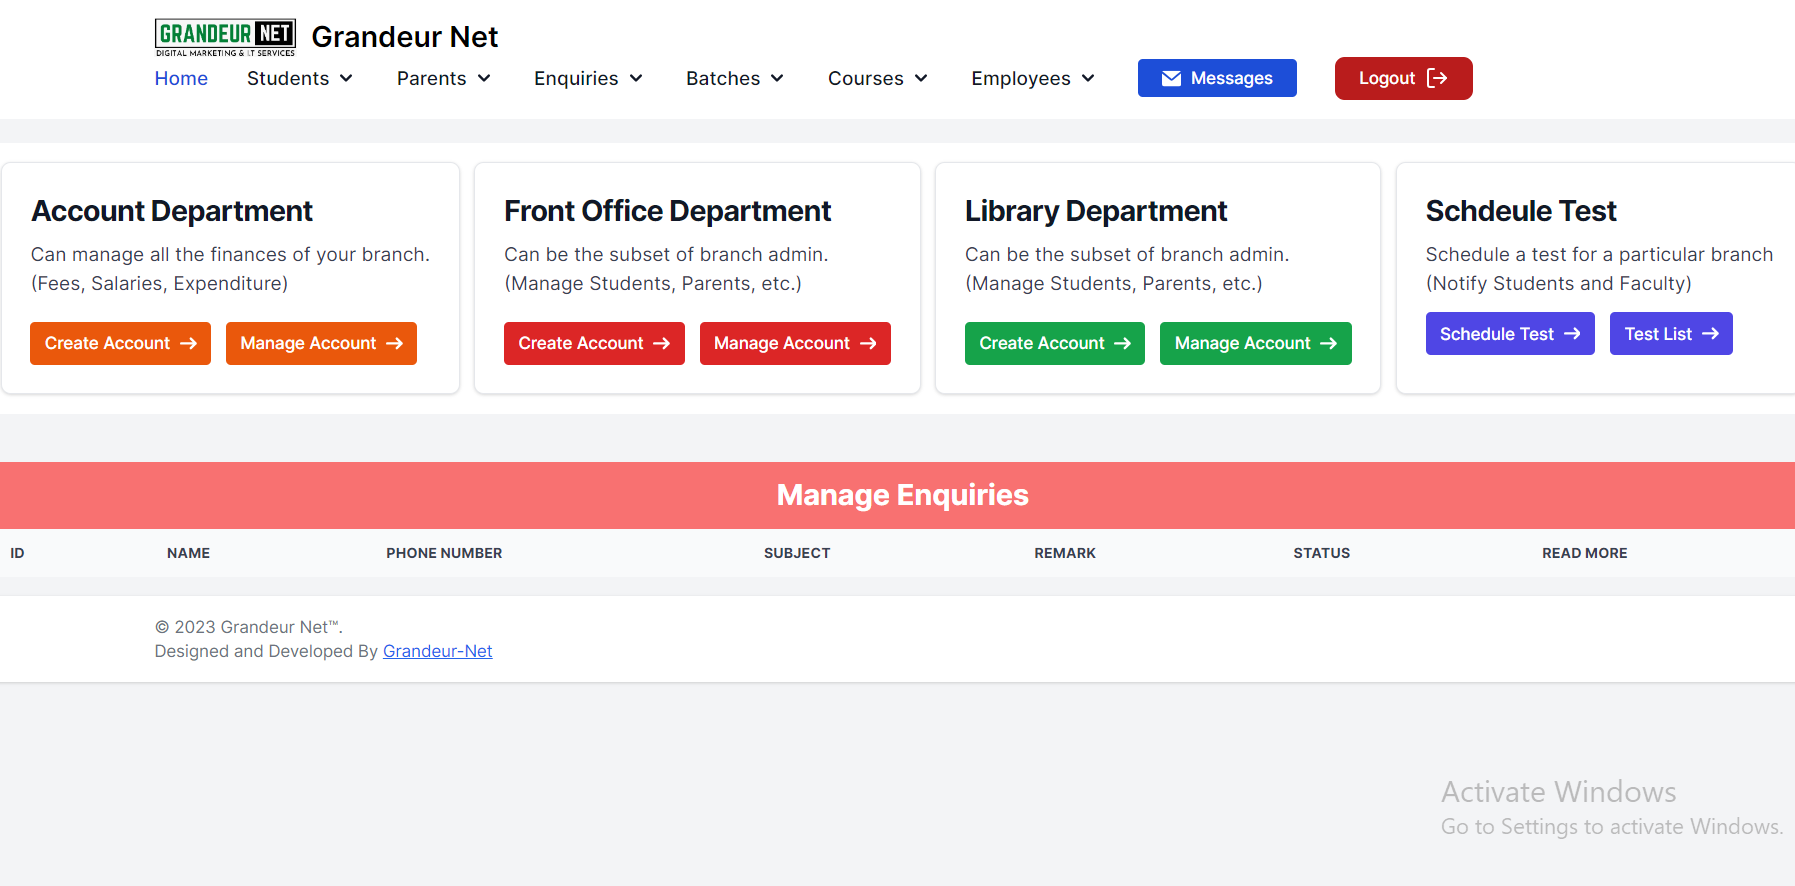 GRANDEUR NET
DIGITAL MARKETING & I.T SERVICES
Grandeur Net
Home Students Parents Enquiries Batches Courses Employees Messages Logout
Account Department
Can manage all the finances of your branch.
(Fees, Salaries, Expenditure)
Create Account → Manage Account →
Front Office Department
Can be the subset of branch admin.
(Manage Students, Parents, etc.)
Create Account → Manage Account →
Library Department
Can be the subset of branch admin.
(Manage Students, Parents, etc.)
Create Account → Manage Account →
Schdeule Test
Schedule a test for a particular branch
(Notify Students and Faculty)
Schedule Test → Test List →
Manage Enquiries
ID NAME PHONE NUMBER SUBJECT REMARK STATUS READ MORE
© 2023 Grandeur Net™.
Designed and Developed By Grandeur-Net
Activate Windows
Go to Settings to activate Windows.